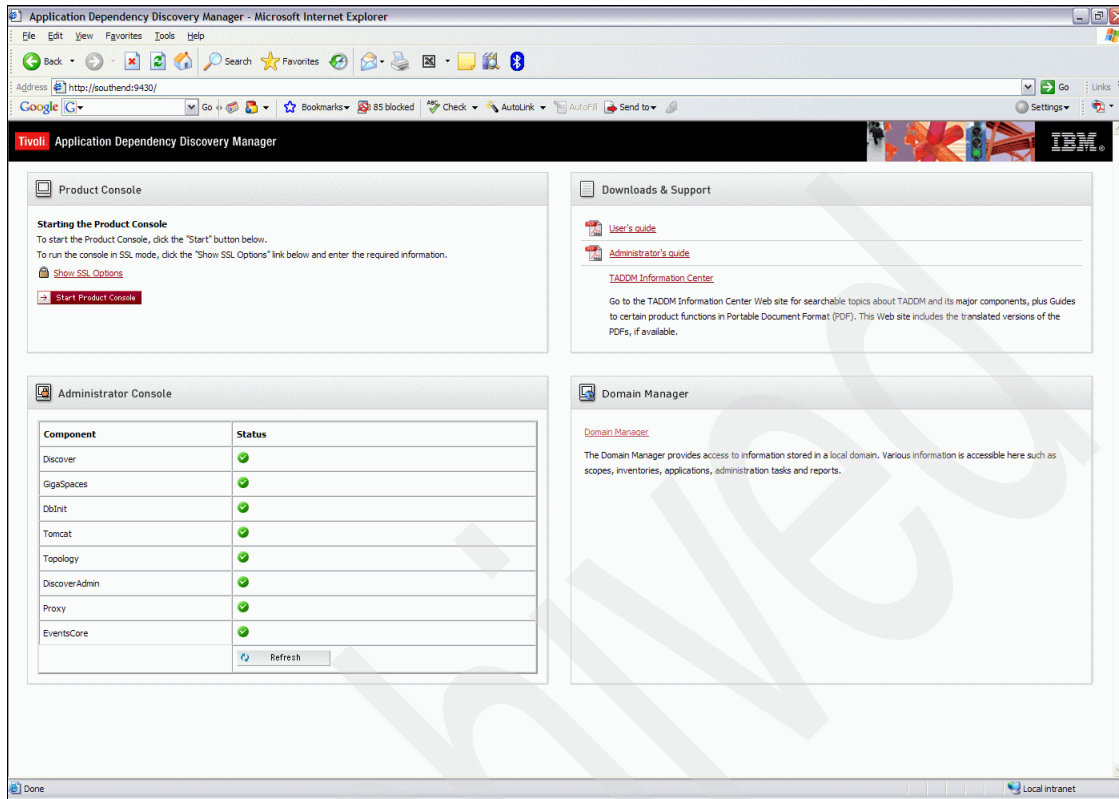 Application Dependency Discovery Manager - Microsoft Internet Explorer
File Edit View Favorites Tools Help
Back Search Favorites
Address http://southend:9430/ Go Links
Google G Go Bookmarks 85 blocked Check AutoLink AutoFill Send to Settings
Tivoli. Application Dependency Discovery Manager IBM®
Product Console
Starting the Product Console
To start the Product Console, click the "Start" button below.
To run the console in SSL mode, click the "Show SSL Options" link below and enter the required information.
Show SSL Options
Start Product Console
Downloads & Support
User's guide
Administrator's guide
TADDM Information Center
Go to the TADDM Information Center Web site for searchable topics about TADDM and its major components, plus Guides
to certain product functions in Portable Document Format (PDF). This Web site includes the translated versions of the
PDFs, if available.
Administrator Console
Component Status
Discover
GigaSpaces
DbInit
Tomcat
Topology
DiscoverAdmin
Proxy
EventsCore
Refresh
Domain Manager
Domain Manager
The Domain Manager provides access to information stored in a local domain. Various information is accessible here such as
scopes, inventories, applications, administration tasks and reports.
Done Local intranet